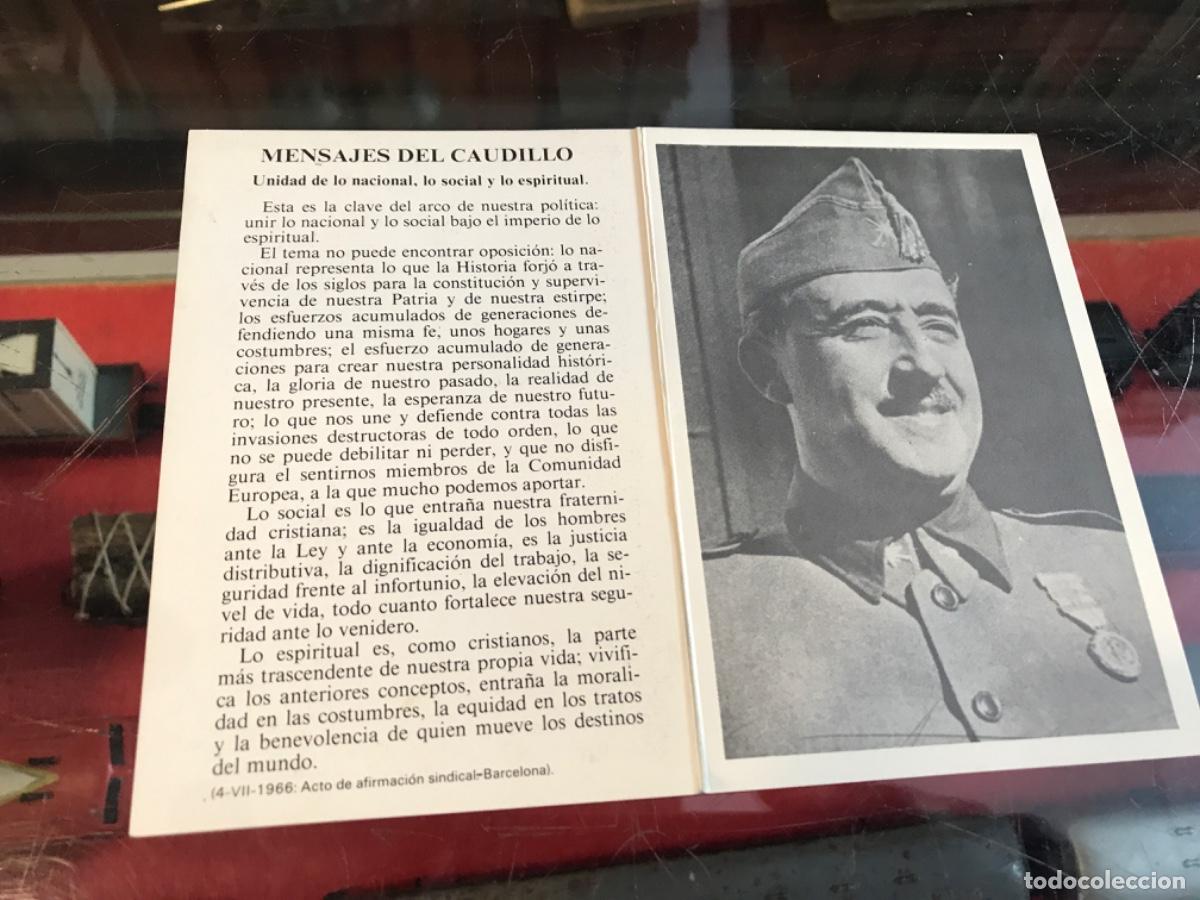 MENSAJES DEL CAUDILLO
Unidad de lo nacional, lo social y lo espiritual.
Esta es la clave del arco de nuestra política:
unir lo nacional y lo social bajo el imperio de lo
espiritual.
El tema no puede encontrar oposición: lo na-
cional representa lo que la Historia forjó a tra-
vés de los siglos para la constitución y supervi-
vencia de nuestra Patria y de nuestra estirpe;
los esfuerzos acumulados de generaciones de-
fendiendo una misma fe, unos hogares y unas
costumbres; el esfuerzo acumulado de genera-
ciones para crear nuestra personalidad históri-
ca, la gloria de nuestro pasado, la realidad de
nuestro presente, la esperanza de nuestro futu-
ro; lo que nos une y defiende contra todas las
invasiones destructoras de todo orden, lo que
no se puede debilitar ni perder, y que no disfi-
gura el sentirnos miembros de la Comunidad
Europea, a la que mucho podemos aportar.
Lo social es lo que entraña nuestra fraterni-
dad cristiana; es la igualdad de los hombres
ante la Ley y ante la economía, es la justicia
distributiva, la dignificación del trabajo, la se-
guridad frente al infortunio, la elevación del ni-
vel de vida, todo cuanto fortalece nuestra segu-
ridad ante lo venidero.
Lo espiritual es, como cristianos, la parte
más trascendente de nuestra propia vida; vivifi-
ca los anteriores conceptos, entraña la morali-
dad en las costumbres, la equidad en los tratos
y la benevolencia de quien mueve los destinos
del mundo.
(4-VII-1966: Acto de afirmación sindical-Barcelona).
todocoleccion